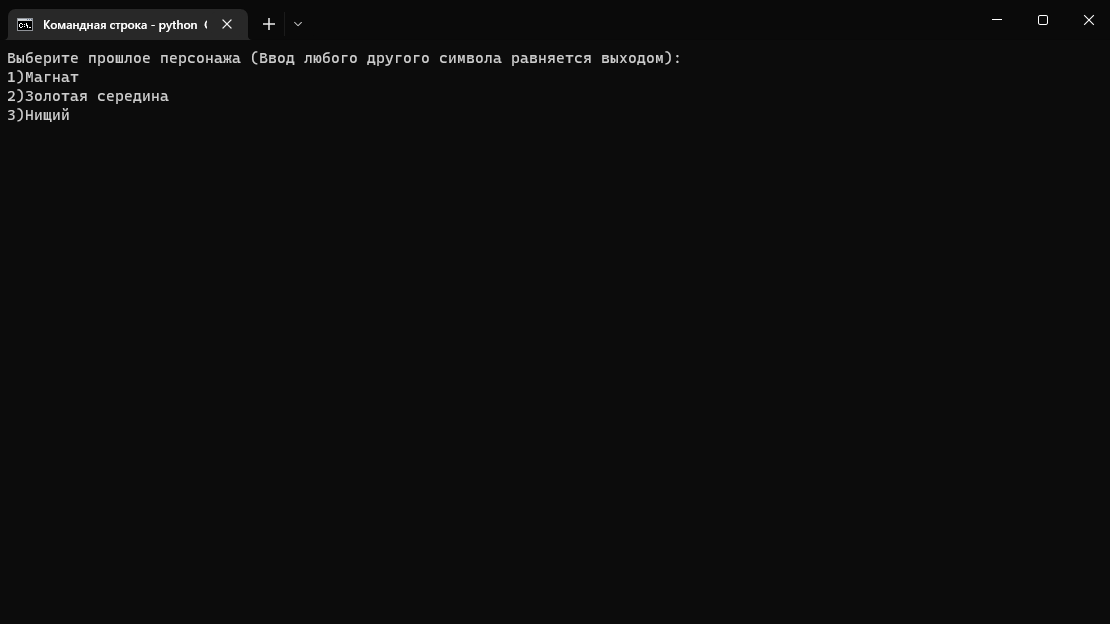 Командная строка - python
Выберите прошлое персонажа (Ввод любого другого символа равняется выходом):
1)Магнат
2)Золотая середина
3)Нищий